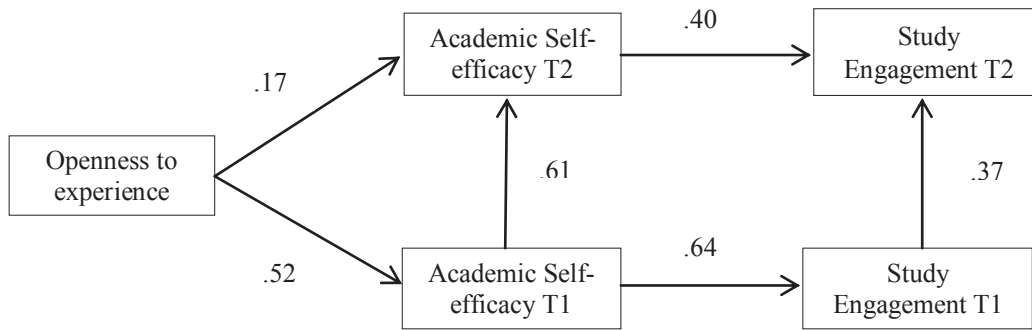 Academic Self-
efficacy T2
.40
Study
Engagement T2
.17
Openness to
experience
.61
.37
.52
Academic Self-
efficacy T1
.64
Study
Engagement T1